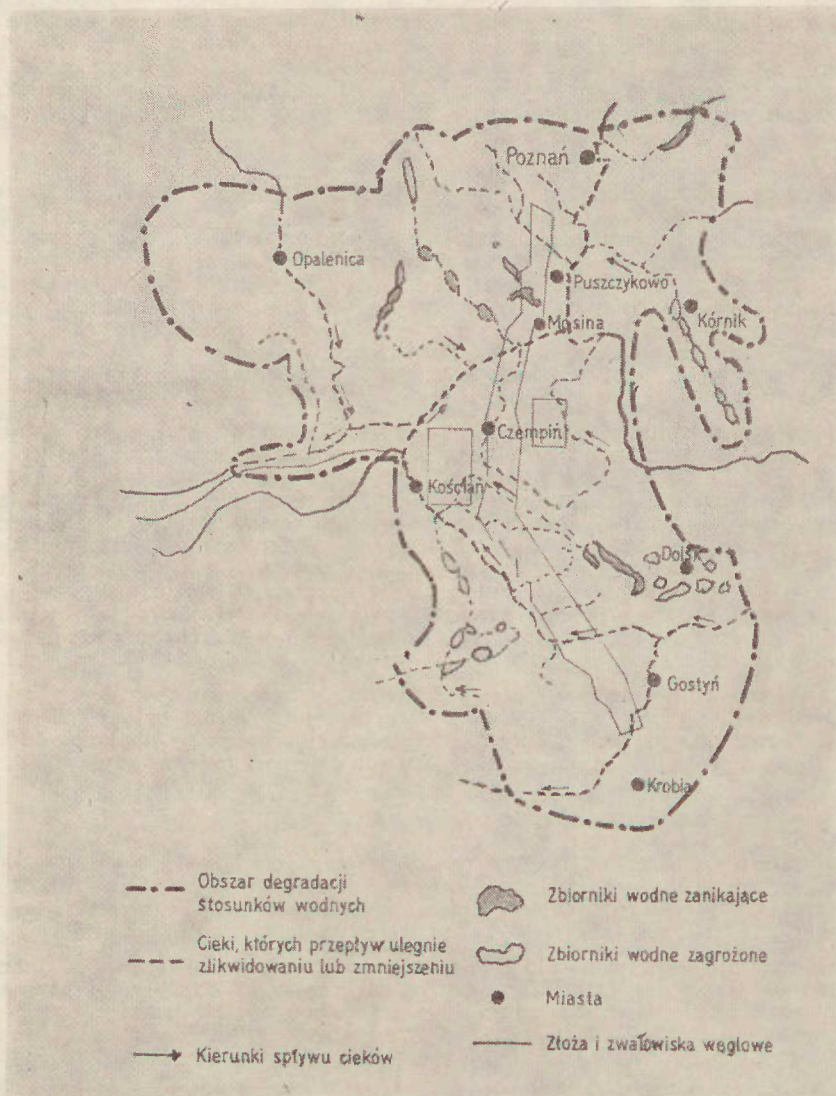 Poznań
Opalenica
Puszczykowo
Mosina
Kórnik
Czempiń
Kościan
Dolsk
Gostyń
Krobia
Obszar degradacji
stosunków wodnych
Cieki, których przepływ ulegnie
zlikwidowaniu lub zmniejszeniu
Kierunki spływu cieków
Zbiorniki wodne zanikające
Zbiorniki wodne zagrożone
Miasta
Złoża i zwałowiska węglowe